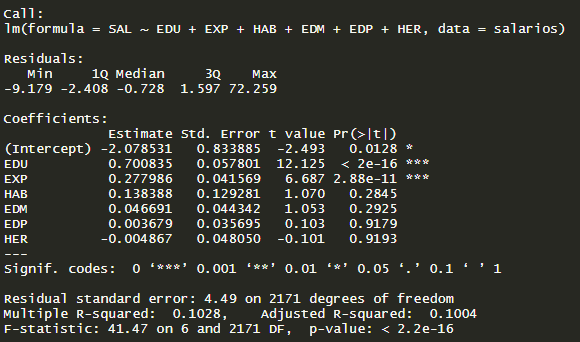 Call:
lm(formula = SAL ~ EDU + EXP + HAB + EDM + EDP + HER, data = salarios)
Residuals:
   Min     1Q Median     3Q    Max
-9.179 -2.408 -0.728  1.597 72.259
Coefficients:
             Estimate Std. Error t value Pr(>|t|)
(Intercept) -2.078531   0.833885  -2.493   0.0128 *
EDU          0.700835   0.057801  12.125  < 2e-16 ***
EXP          0.277986   0.041569   6.687 2.88e-11 ***
HAB          0.138388   0.129281   1.070   0.2845
EDM          0.046691   0.044342   1.053   0.2925
EDP          0.003679   0.035695   0.103   0.9179
HER         -0.004867   0.048050  -0.101   0.9193
---
Signif. codes:  0 ‘***’ 0.001 ‘**’ 0.01 ‘*’ 0.05 ‘.’ 0.1 ‘ ’ 1
Residual standard error: 4.49 on 2171 degrees of freedom
Multiple R-squared:  0.1028,	Adjusted R-squared:  0.1004
F-statistic: 41.47 on 6 and 2171 DF,  p-value: < 2.2e-16